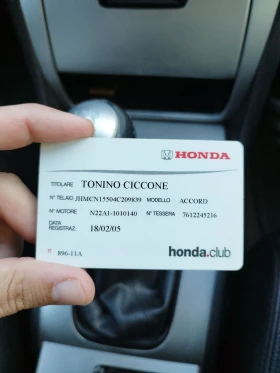 HONDA
TITOLARE TONINO CICCONE
N° TELAIO JHMCN15504C209839 MODELLO ACCORD
N° MOTORE N22A1-1010140 N° TESSERA 7612245216
DATA REGISTRAZ. 18/02/05
896-11A honda.club